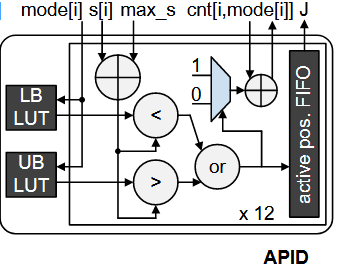 mode[i] s[i] max_s cnt[i,mode[i]] J
1
0
LB
LUT
<
UB
LUT
>
or
active pos. FIFO
x 12
APID